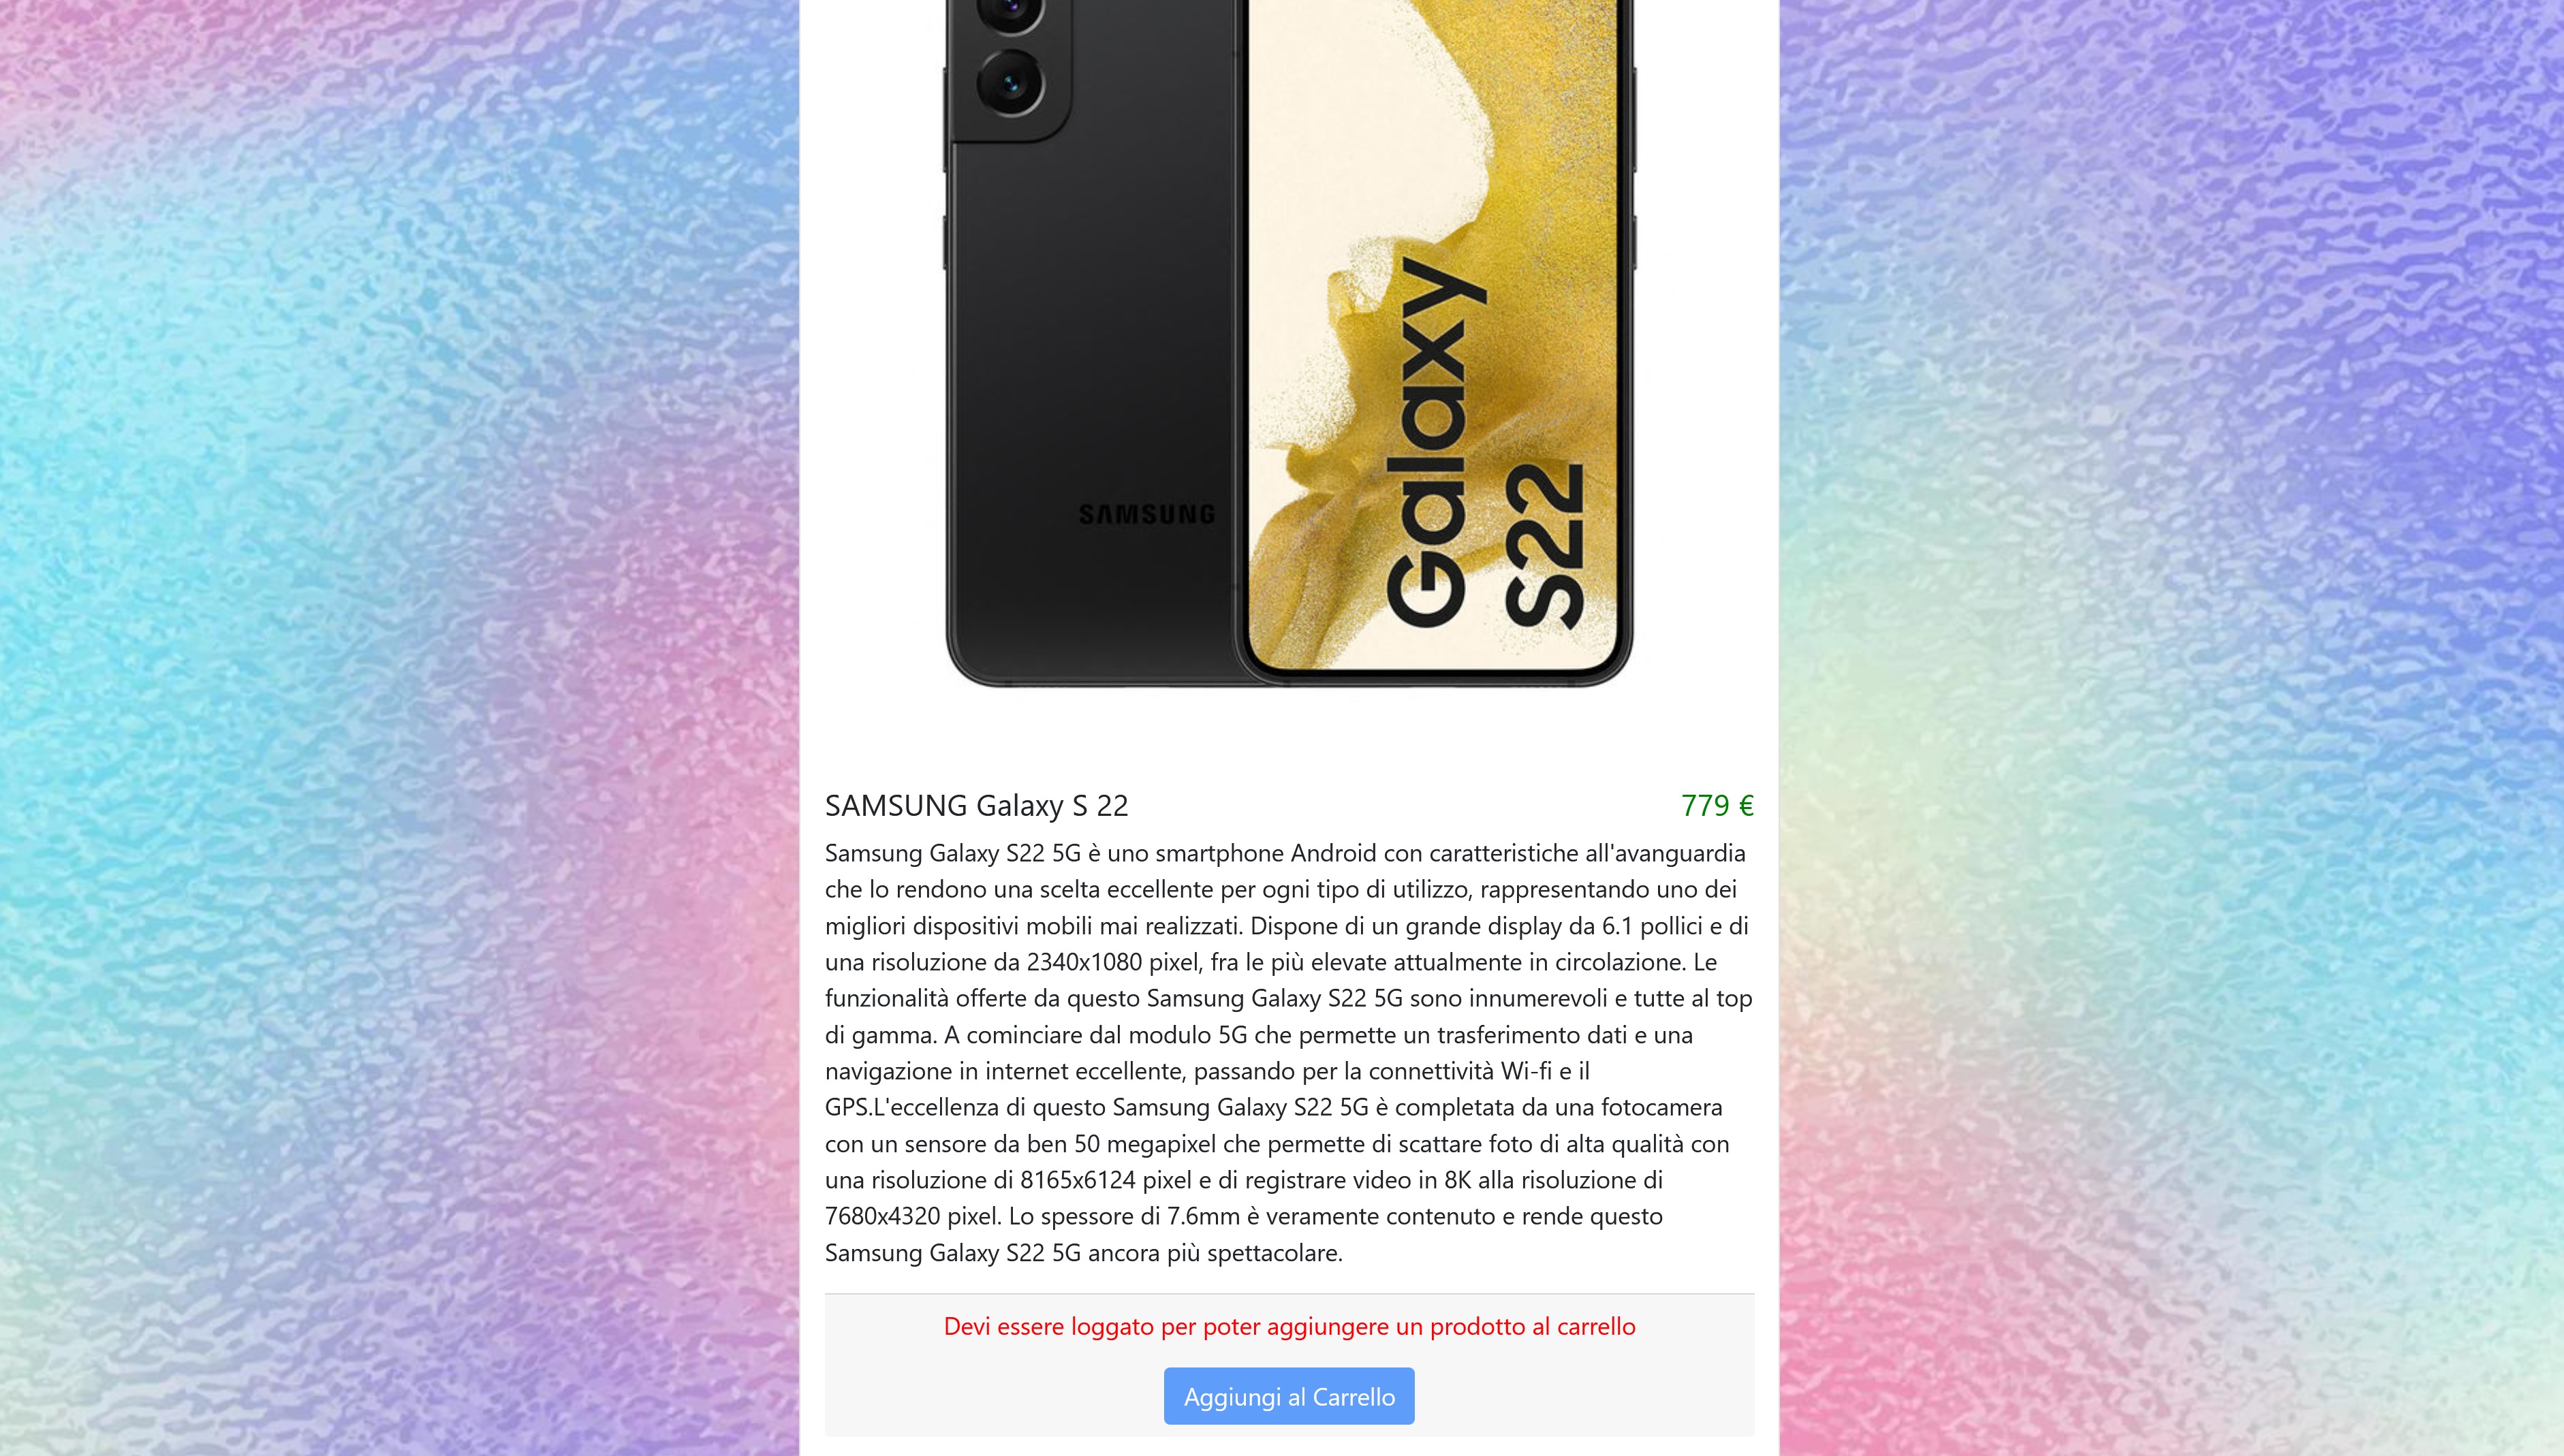 SAMSUNG
Galaxy
S22
SAMSUNG Galaxy S 22
779 €
Samsung Galaxy S22 5G è uno smartphone Android con caratteristiche all'avanguardia
che lo rendono una scelta eccellente per ogni tipo di utilizzo, rappresentando uno dei
migliori dispositivi mobili mai realizzati. Dispone di un grande display da 6.1 pollici e di
una risoluzione da 2340x1080 pixel, fra le più elevate attualmente in circolazione. Le
funzionalità offerte da questo Samsung Galaxy S22 5G sono innumerevoli e tutte al top
di gamma. A cominciare dal modulo 5G che permette un trasferimento dati e una
navigazione in internet eccellente, passando per la connettività Wi-fi e il
GPS.L'eccellenza di questo Samsung Galaxy S22 5G è completata da una fotocamera
con un sensore da ben 50 megapixel che permette di scattare foto di alta qualità con
una risoluzione di 8165x6124 pixel e di registrare video in 8K alla risoluzione di
7680x4320 pixel. Lo spessore di 7.6mm è veramente contenuto e rende questo
Samsung Galaxy S22 5G ancora più spettacolare.
Devi essere loggato per poter aggiungere un prodotto al carrello
Aggiungi al Carrello